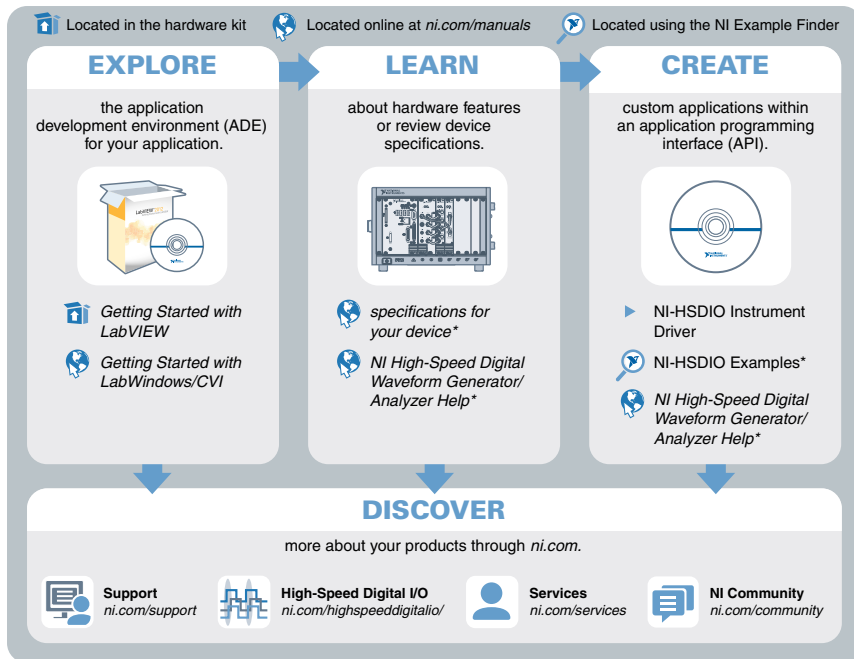 Located in the hardware kit
Located online at ni.com/manuals
Located using the NI Example Finder
EXPLORE
the application
development environment (ADE)
for your application.
LabVIEW
Getting Started with
LabVIEW
Getting Started with
LabWindows/CVI
LEARN
about hardware features
or review device
specifications.
specifications for
your device*
NI High-Speed Digital
Waveform Generator/
Analyzer Help*
CREATE
custom applications within
an application programming
interface (API).
NI-HSDIO Instrument
Driver
NI-HSDIO Examples*
NI High-Speed Digital
Waveform Generator/
Analyzer Help*
DISCOVER
more about your products through ni.com.
Support
ni.com/support
High-Speed Digital I/O
ni.com/highspeeddigitalio/
Services
ni.com/services
NI Community
ni.com/community